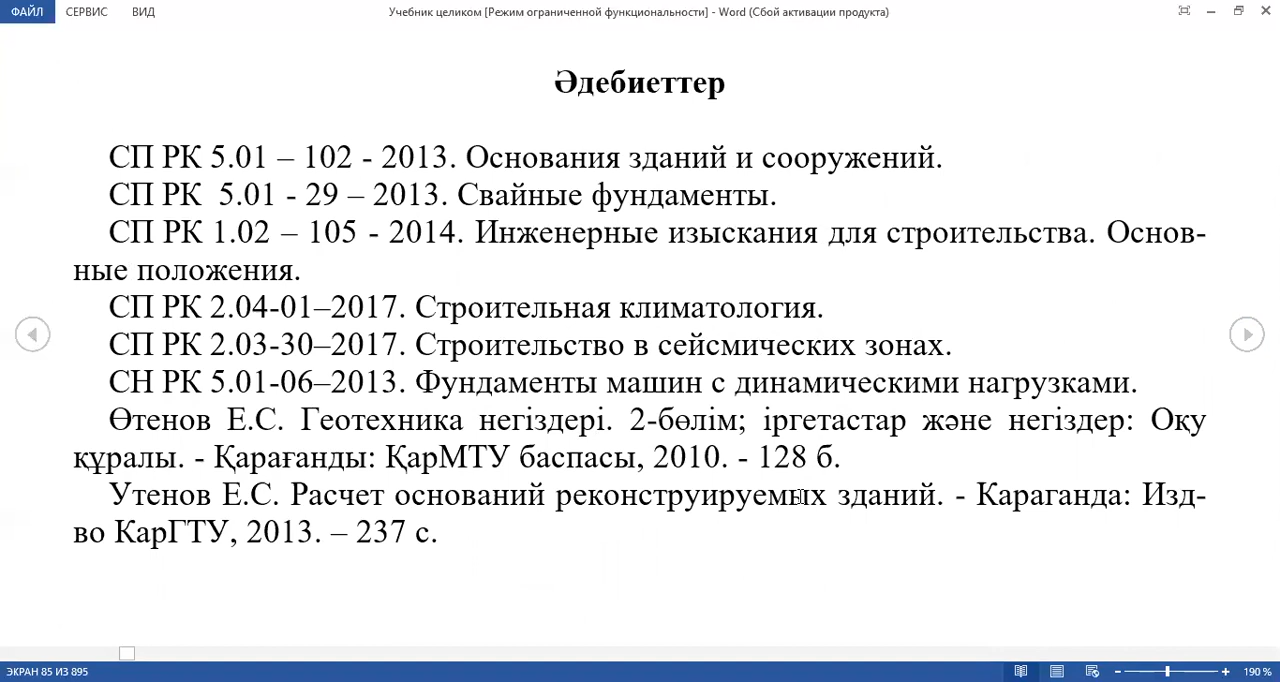 ФАЙЛ СЕРВИС ВИД Учебник целиком [Режим ограниченной функциональности] - Word (Сбой активации продукта)
Әдебиеттер
СП РК 5.01 – 102 - 2013. Основания зданий и сооружений.
СП РК 5.01 - 29 – 2013. Свайные фундаменты.
СП РК 1.02 – 105 - 2014. Инженерные изыскания для строительства. Основ-
ные положения.
СП РК 2.04-01–2017. Строительная климатология.
СП РК 2.03-30–2017. Строительство в сейсмических зонах.
СН РК 5.01-06–2013. Фундаменты машин с динамическими нагрузками.
Өтенов Е.С. Геотехника негіздері. 2-бөлім; іргетастар және негіздер: Оқу
құралы. - Қарағанды: ҚарМТУ баспасы, 2010. - 128 б.
Утенов Е.С. Расчет оснований реконструируемых зданий. - Караганда: Изд-
во КарГТУ, 2013. – 237 с.
ЭКРАН 85 ИЗ 895 190 %